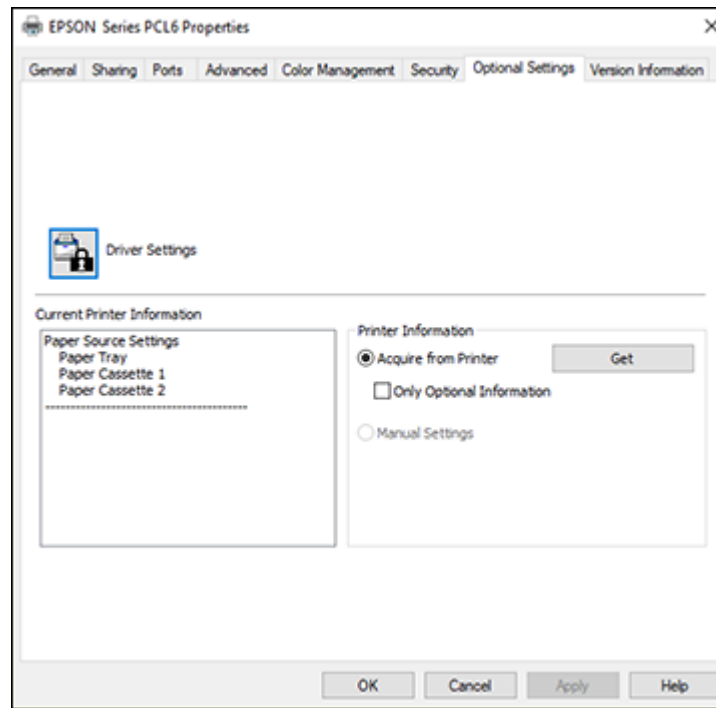 EPSON Series PCL6 Properties
General Sharing Ports Advanced Color Management Security Optional Settings Version Information
Driver Settings
Current Printer Information
Paper Source Settings
Paper Tray
Paper Cassette 1
Paper Cassette 2
----------------------------------------
Printer Information
Acquire from Printer Get
Only Optional Information
Manual Settings
OK Cancel Apply Help